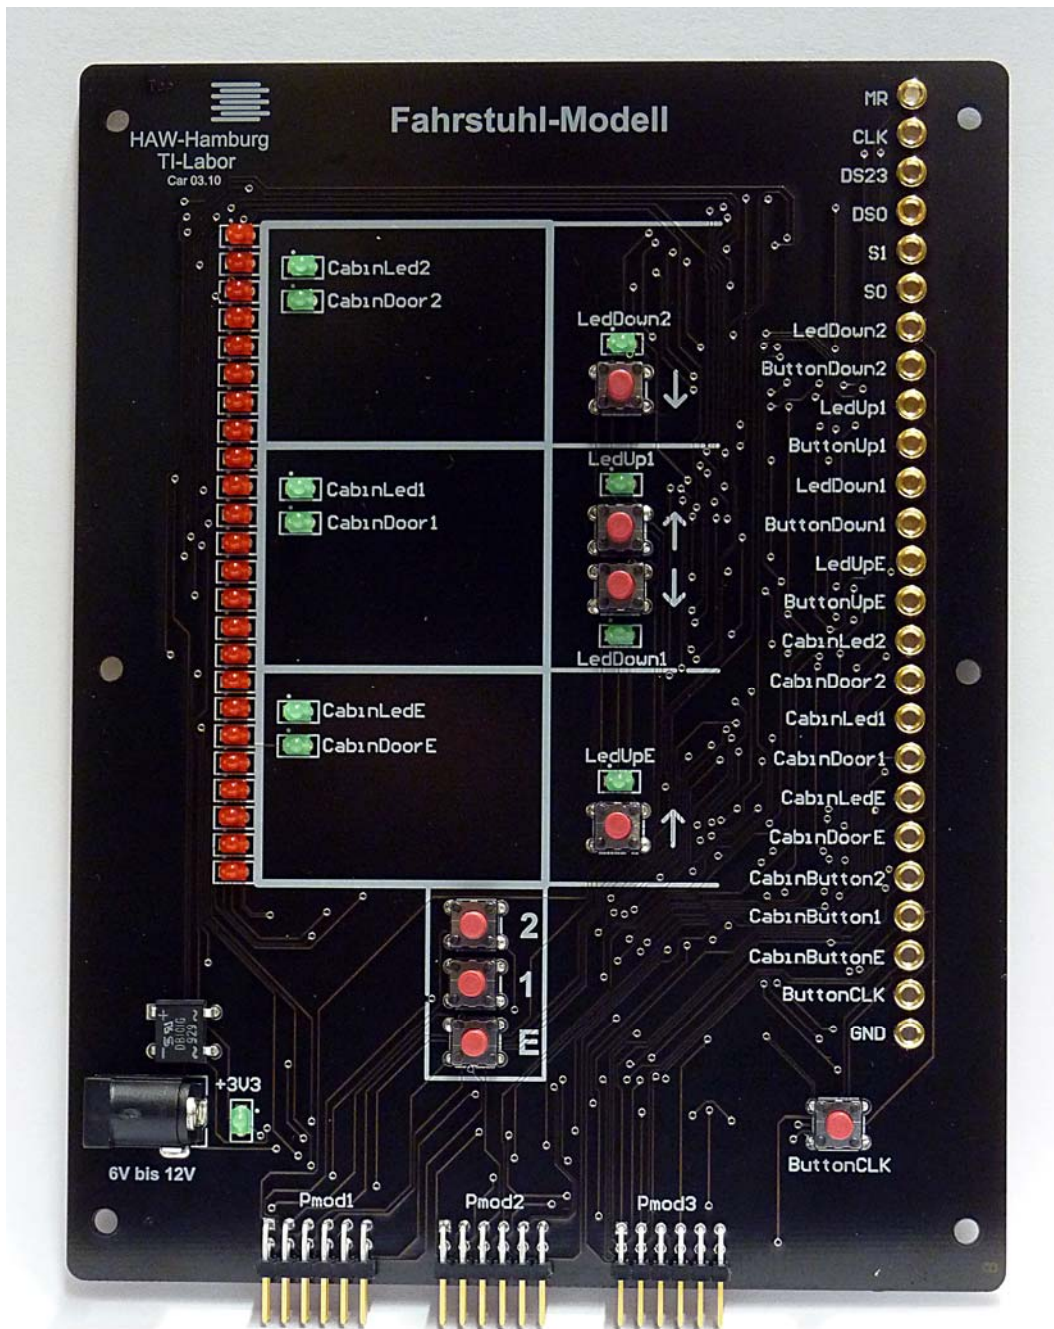 Fahrstuhl-Modell
HAW-Hamburg
TI-Labor
Car 03.10
MR
CLK
DS23
DS0
S1
S0
LedDown2
ButtonDown2
LedUp1
ButtonUp1
LedDown1
ButtonDown1
LedUpE
ButtonUpE
CabinLed2
CabinDoor2
CabinLed1
CabinDoor1
CabinLedE
CabinDoorE
CabinButton2
CabinButton1
CabinButtonE
ButtonCLK
GND
CabinLed2
CabinDoor2
LedDown2
↓
CabinLed1
CabinDoor1
LedUp1
↑
↓
LedDown1
CabinLedE
CabinDoorE
LedUpE
↑
2
1
E
DB101G
929
+3V3
6V bis 12V
ButtonCLK
Pmod1
Pmod2
Pmod3